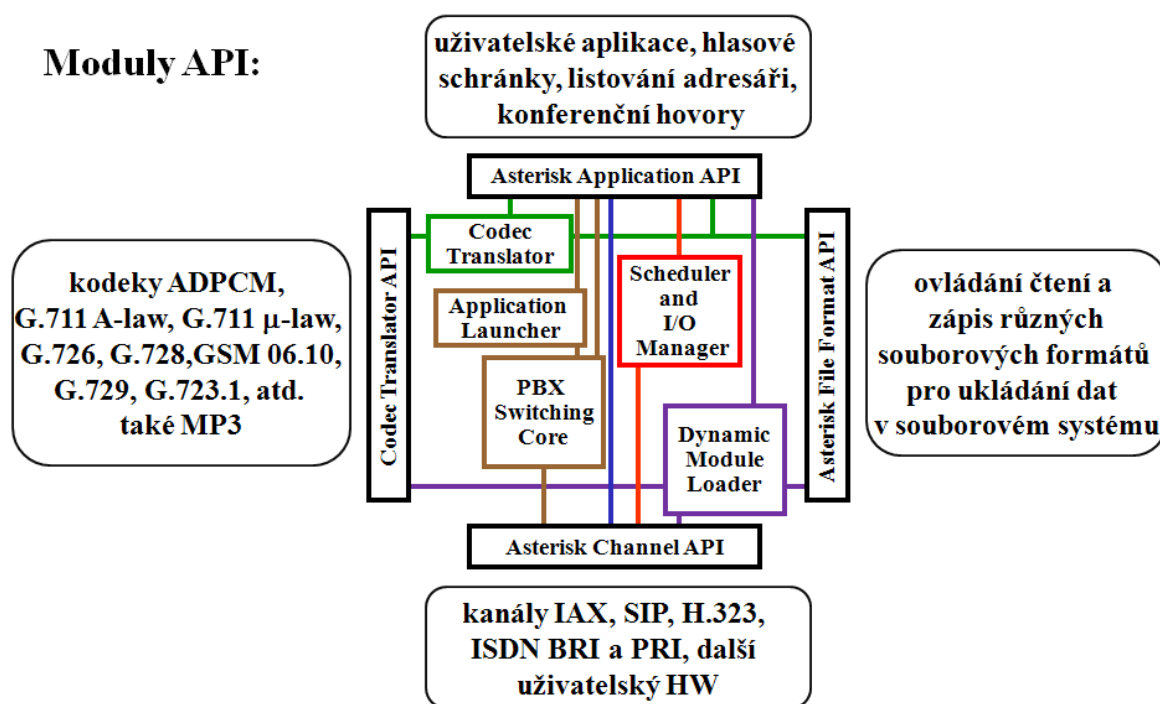 Moduly API:
uživatelské aplikace, hlasové
schránky, listování adresáři,
konferenční hovory
Asterisk Application API
Codec Translator API
kodeky ADPCM,
G.711 A-law, G.711 μ-law,
G.726, G.728,GSM 06.10,
G.729, G.723.1, atd.
také MP3
Codec
Translator
Application
Launcher
PBX
Switching
Core
Scheduler
and
I/O
Manager
Dynamic
Module
Loader
Asterisk File Format API
ovládání čtení a
zápis různých
souborových formátů
pro ukládání dat
v souborovém systému
Asterisk Channel API
kanály IAX, SIP, H.323,
ISDN BRI a PRI, další
uživatelský HW